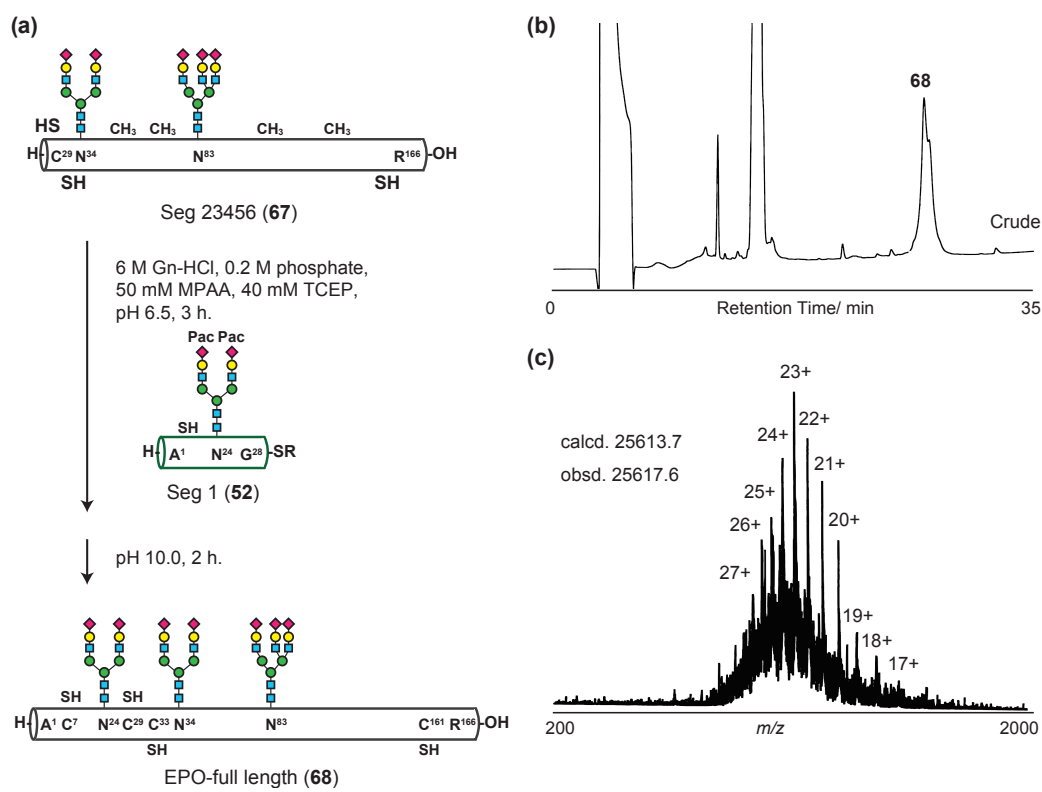 (a)
HS
CH₃ CH₃ CH₃ CH₃
H- C²⁹ N³⁴ N⁸³ R¹⁶⁶ -OH
SH SH
Seg 23456 (67)
6 M Gn-HCl, 0.2 M phosphate,
50 mM MPAA, 40 mM TCEP,
pH 6.5, 3 h.
Pac Pac
SH
H- A¹ N²⁴ G²⁸ -SR
Seg 1 (52)
pH 10.0, 2 h.
SH SH
H- A¹ C⁷ N²⁴ C²⁹ C³³ N³⁴ N⁸³ C¹⁶¹ R¹⁶⁶ -OH
SH SH
EPO-full length (68)
(b)
68
Crude
0 Retention Time/ min 35
(c)
calcd. 25613.7
obsd. 25617.6
23+
22+
24+
21+
25+
20+
26+
27+
19+
18+
17+
200 m/z 2000